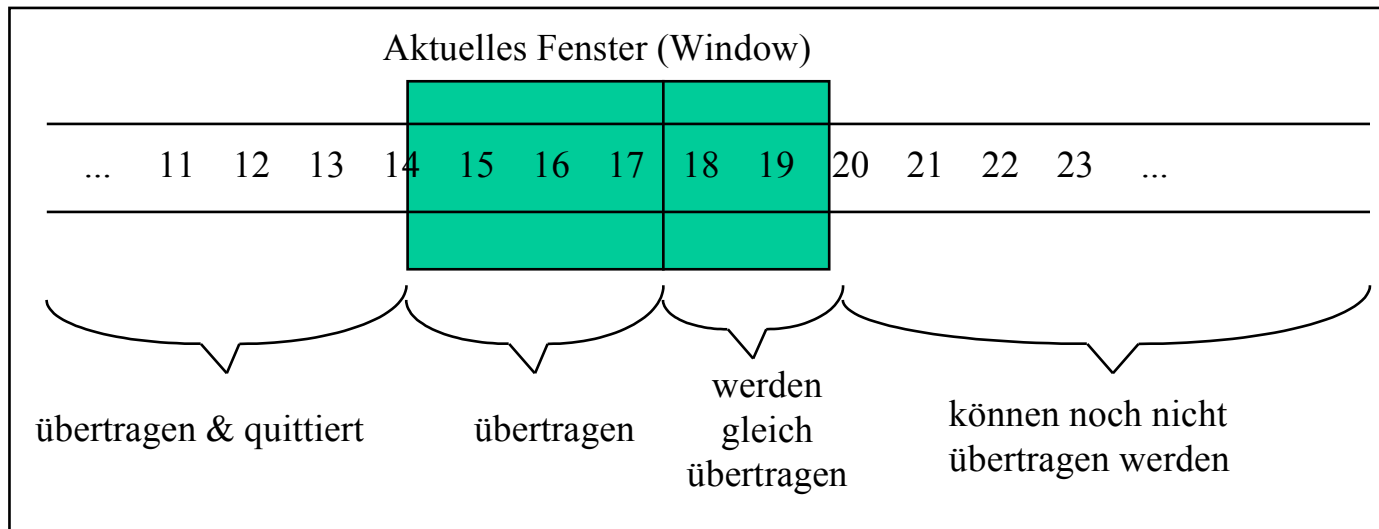 Aktuelles Fenster (Window)
... 11 12 13 14 15 16 17 18 19 20 21 22 23 ...
übertragen & quittiert
übertragen
werden
gleich
übertragen
können noch nicht
übertragen werden